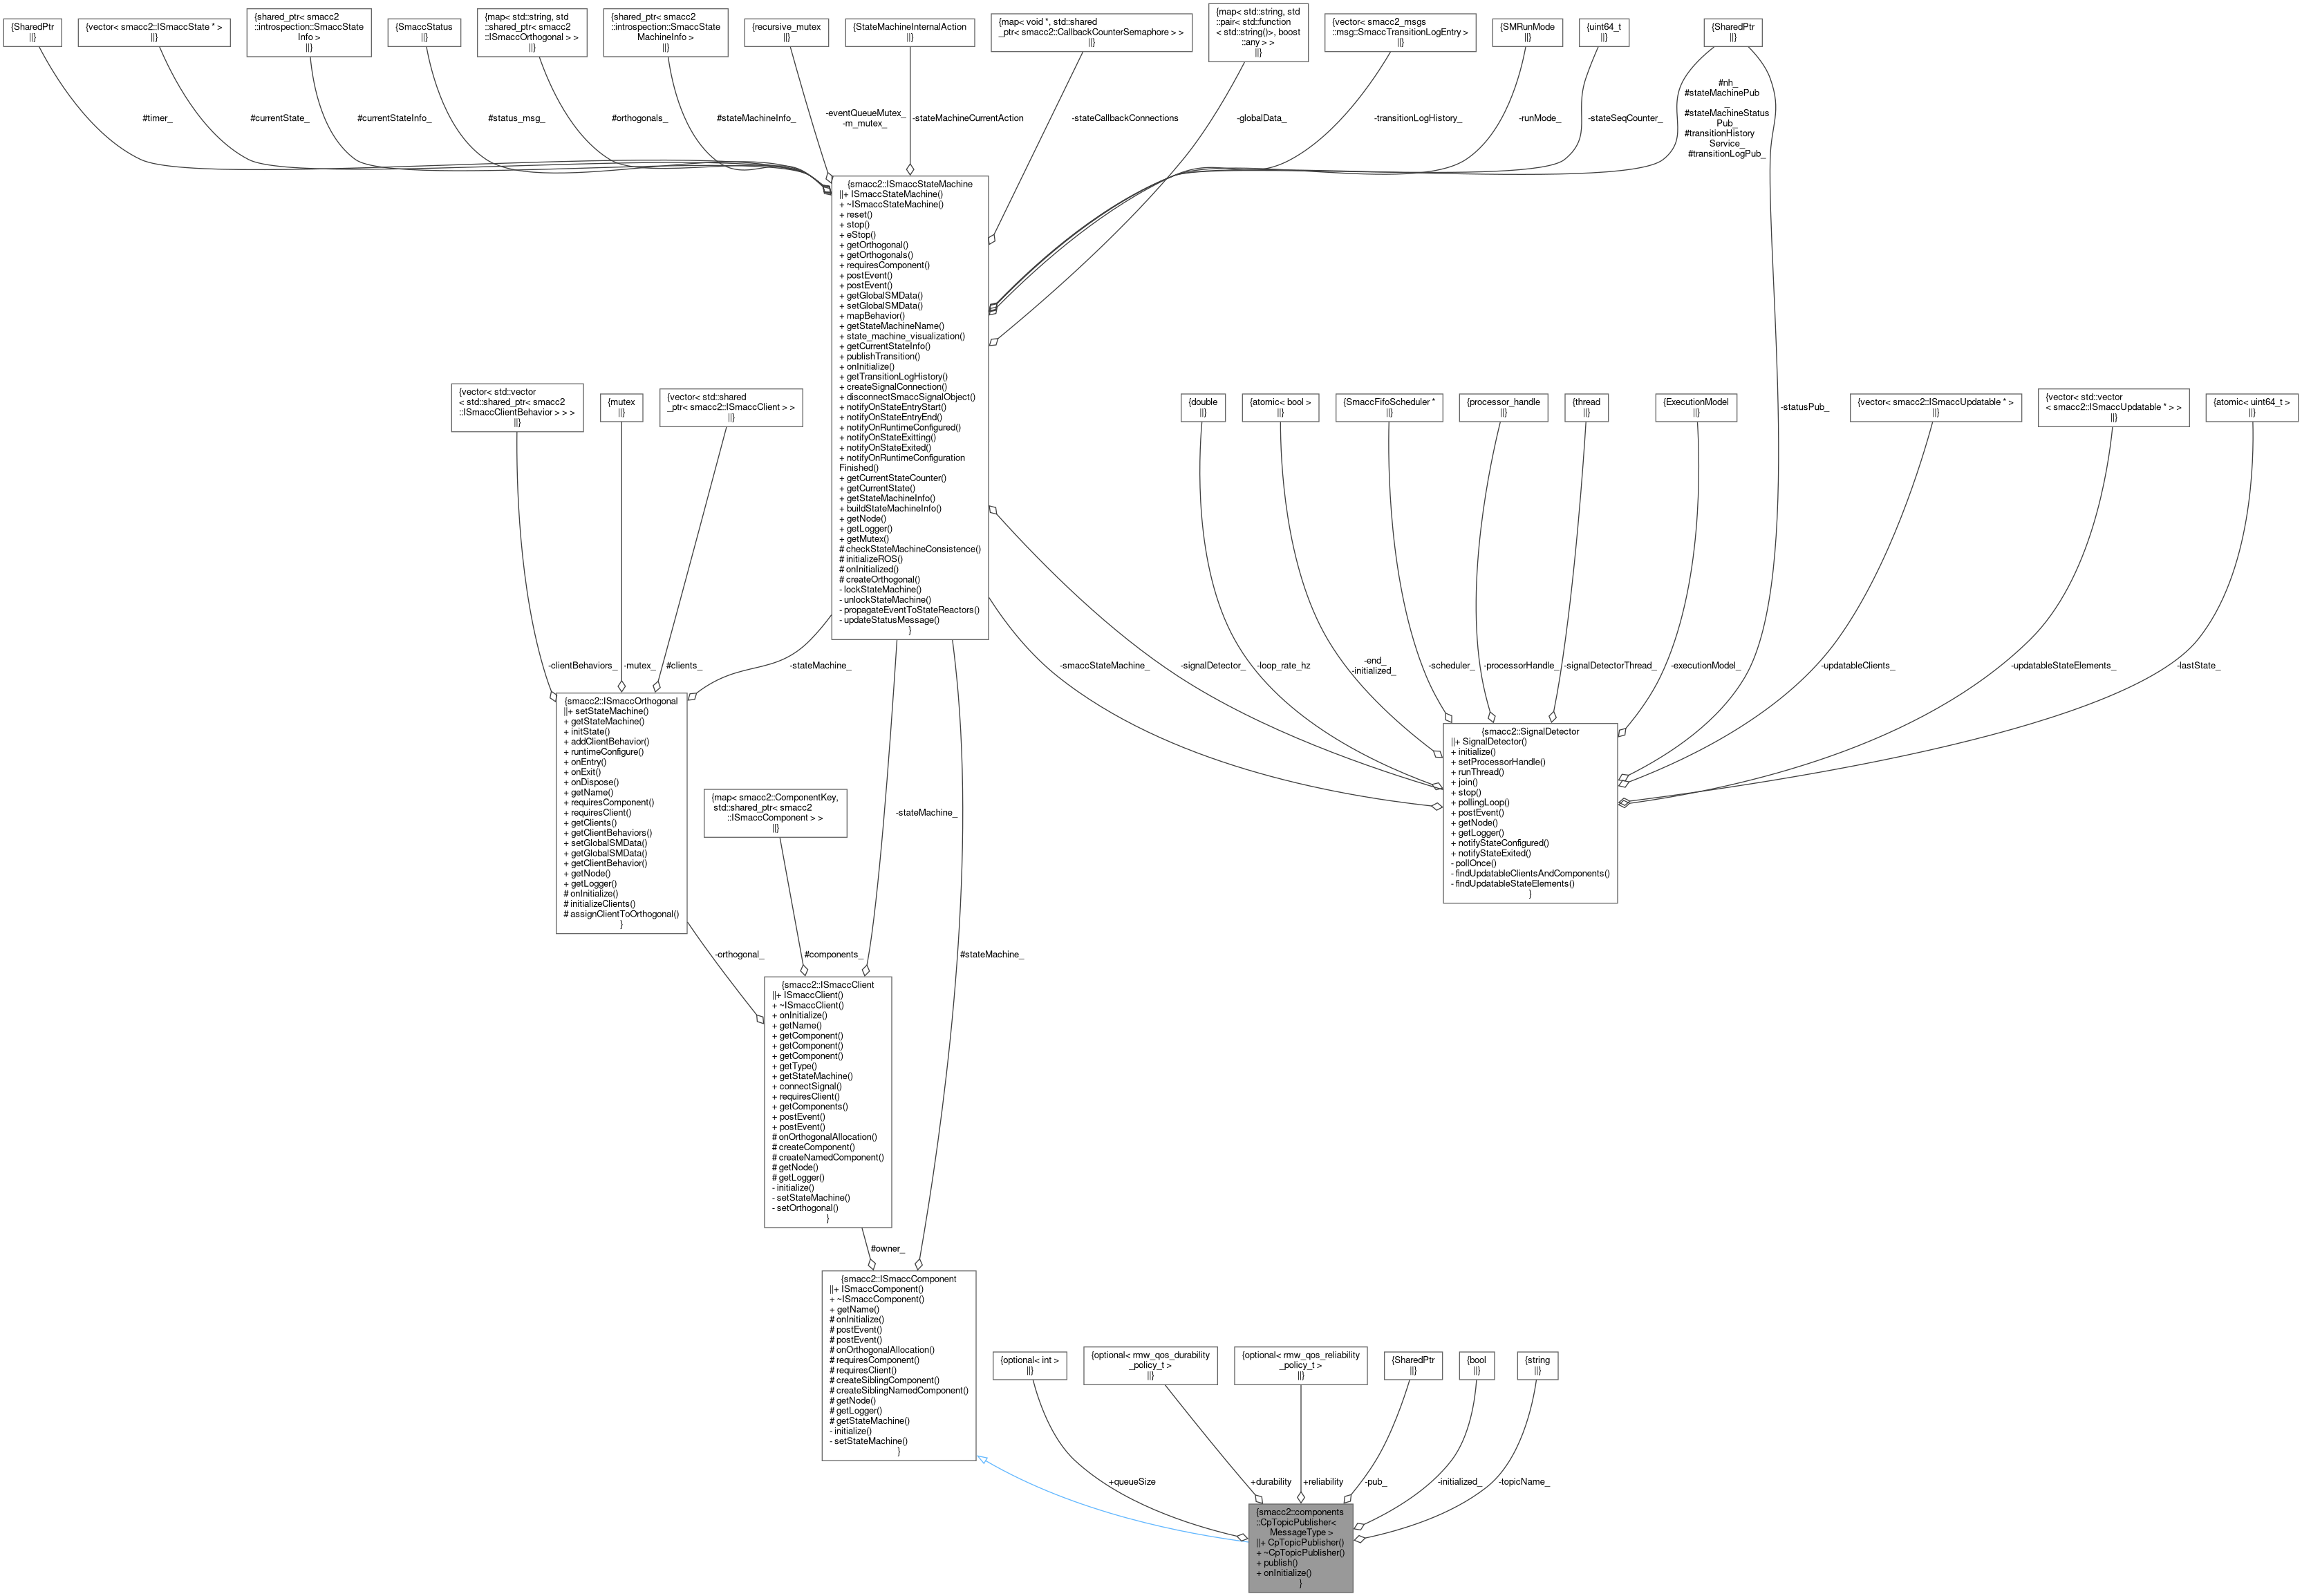 {SharedPtr
||}
{vector< smacc2::ISmaccState * >
||}
{shared_ptr< smacc2
::introspection::SmaccState
Info >
||}
{SmaccStatus
||}
{map< std::string, std
::shared_ptr< smacc2
::ISmaccOrthogonal > >
||}
{shared_ptr< smacc2
::introspection::SmaccState
MachineInfo >
||}
{recursive_mutex
||}
{StateMachineInternalAction
||}
{map< void *, std::shared
_ptr< smacc2::CallbackCounterSemaphore > >
||}
{map< std::string, std
::pair< std::function
< std::string()>, boost
::any > >
||}
{vector< smacc2_msgs
::msg::SmaccTransitionLogEntry >
||}
{SMRunMode
||}
{uint64_t
||}
{SharedPtr
||}
#timer_
#currentState_
#currentStateInfo_
#status_msg_
#orthogonals_
#stateMachineInfo_
-eventQueueMutex_
-m_mutex_
-stateMachineCurrentAction
-stateCallbackConnections
-globalData_
-transitionLogHistory_
-runMode_
-stateSeqCounter_
#nh_
#stateMachinePub
_
#stateMachineStatus
Pub_
#transitionHistory
Service_
#transitionLogPub_
{smacc2::ISmaccStateMachine
||+ ISmaccStateMachine()
+ ~ISmaccStateMachine()
+ reset()
+ stop()
+ eStop()
+ getOrthogonal()
+ getOrthogonals()
+ requiresComponent()
+ postEvent()
+ postEvent()
+ getGlobalSMData()
+ setGlobalSMData()
+ mapBehavior()
+ getStateMachineName()
+ state_machine_visualization()
+ getCurrentStateInfo()
+ publishTransition()
+ onInitialize()
+ getTransitionLogHistory()
+ createSignalConnection()
+ disconnectSmaccSignalObject()
+ notifyOnStateEntryStart()
+ notifyOnStateEntryEnd()
+ notifyOnRuntimeConfigured()
+ notifyOnStateExitting()
+ notifyOnStateExited()
+ notifyOnRuntimeConfiguration
Finished()
+ getCurrentStateCounter()
+ getCurrentState()
+ getStateMachineInfo()
+ buildStateMachineInfo()
+ getNode()
+ getLogger()
+ getMutex()
# checkStateMachineConsistence()
# initializeROS()
# onInitialized()
# createOrthogonal()
- lockStateMachine()
- unlockStateMachine()
- propagateEventToStateReactors()
- updateStatusMessage()
}
{vector< std::vector
< std::shared_ptr< smacc2
::ISmaccClientBehavior > > >
||}
{mutex
||}
{vector< std::shared
_ptr< smacc2::ISmaccClient > >
||}
{double
||}
{atomic< bool >
||}
{SmaccFifoScheduler *
||}
{processor_handle
||}
{thread
||}
{ExecutionModel
||}
-statusPub_
{vector< smacc2::ISmaccUpdatable * >
||}
{vector< std::vector
< smacc2::ISmaccUpdatable * > >
||}
{atomic< uint64_t >
||}
-clientBehaviors_
-mutex_
#clients_
-stateMachine_
-smaccStateMachine_
-signalDetector_
-loop_rate_hz
-end_
-initialized_
-scheduler_
-processorHandle_
-signalDetectorThread_
-executionModel_
-updatableClients_
-updatableStateElements_
-lastState_
{smacc2::ISmaccOrthogonal
||+ setStateMachine()
+ getStateMachine()
+ initState()
+ addClientBehavior()
+ runtimeConfigure()
+ onEntry()
+ onExit()
+ onDispose()
+ getName()
+ requiresComponent()
+ requiresClient()
+ getClients()
+ getClientBehaviors()
+ setGlobalSMData()
+ getGlobalSMData()
+ getClientBehavior()
+ getNode()
+ getLogger()
# onInitialize()
# initializeClients()
# assignClientToOrthogonal()
}
{smacc2::SignalDetector
||+ SignalDetector()
+ initialize()
+ setProcessorHandle()
+ runThread()
+ join()
+ stop()
+ pollingLoop()
+ postEvent()
+ getNode()
+ getLogger()
+ notifyStateConfigured()
+ notifyStateExited()
- pollOnce()
- findUpdatableClientsAndComponents()
- findUpdatableStateElements()
}
{map< smacc2::ComponentKey,
std::shared_ptr< smacc2
::ISmaccComponent > >
||}
-stateMachine_
-orthogonal_
#components_
#stateMachine_
{smacc2::ISmaccClient
||+ ISmaccClient()
+ ~ISmaccClient()
+ onInitialize()
+ getName()
+ getComponent()
+ getComponent()
+ getComponent()
+ getType()
+ getStateMachine()
+ connectSignal()
+ requiresClient()
+ getComponents()
+ postEvent()
+ postEvent()
# onOrthogonalAllocation()
# createComponent()
# createNamedComponent()
# getNode()
# getLogger()
- initialize()
- setStateMachine()
- setOrthogonal()
}
#owner_
{smacc2::ISmaccComponent
||+ ISmaccComponent()
+ ~ISmaccComponent()
+ getName()
# onInitialize()
# postEvent()
# postEvent()
# onOrthogonalAllocation()
# requiresComponent()
# requiresClient()
# createSiblingComponent()
# createSiblingNamedComponent()
# getNode()
# getLogger()
# getStateMachine()
- initialize()
- setStateMachine()
}
{optional< int >
||}
{optional< rmw_qos_durability
_policy_t >
||}
{optional< rmw_qos_reliability
_policy_t >
||}
{SharedPtr
||}
{bool
||}
{string
||}
+queueSize
+durability
+reliability
-pub_
-initialized_
-topicName_
{smacc2::components
::CpTopicPublisher<
MessageType >
||+ CpTopicPublisher()
+ ~CpTopicPublisher()
+ publish()
+ onInitialize()
}